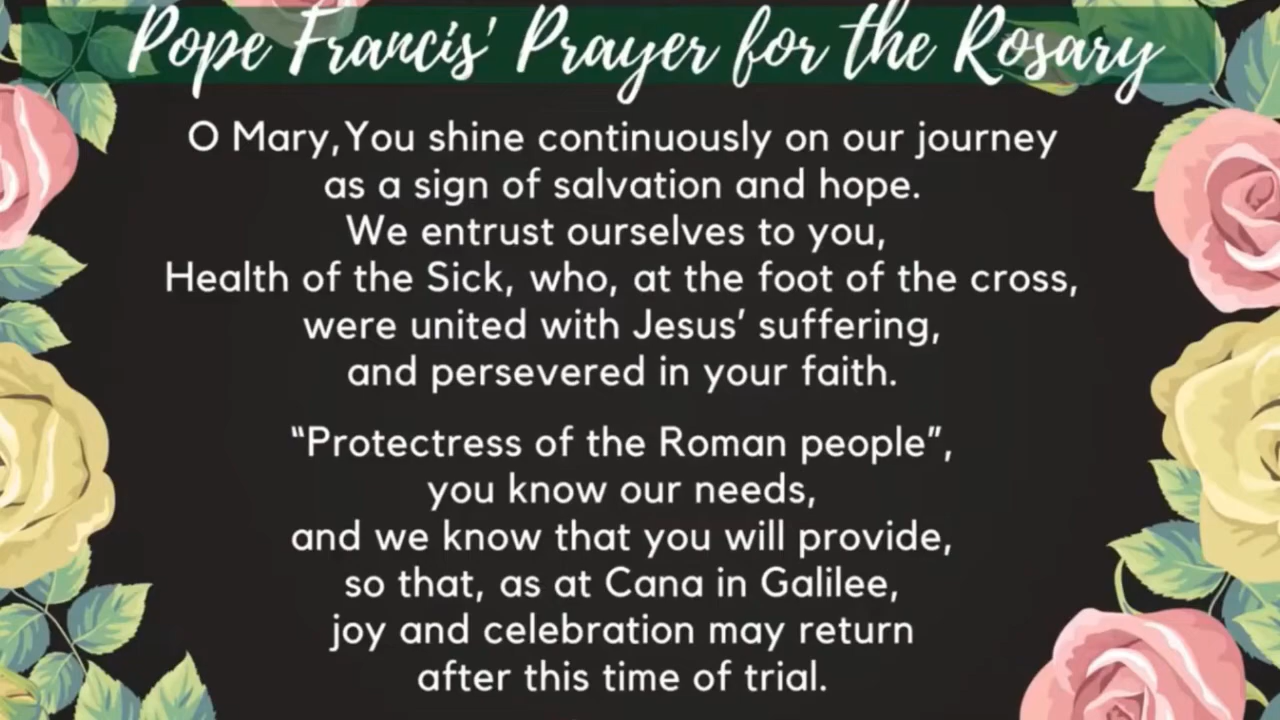 Pope Francis' Prayer for the Rosary
O Mary,You shine continuously on our journey
as a sign of salvation and hope.
We entrust ourselves to you,
Health of the Sick, who, at the foot of the cross,
were united with Jesus’ suffering,
and persevered in your faith.
“Protectress of the Roman people”,
you know our needs,
and we know that you will provide,
so that, as at Cana in Galilee,
joy and celebration may return
after this time of trial.